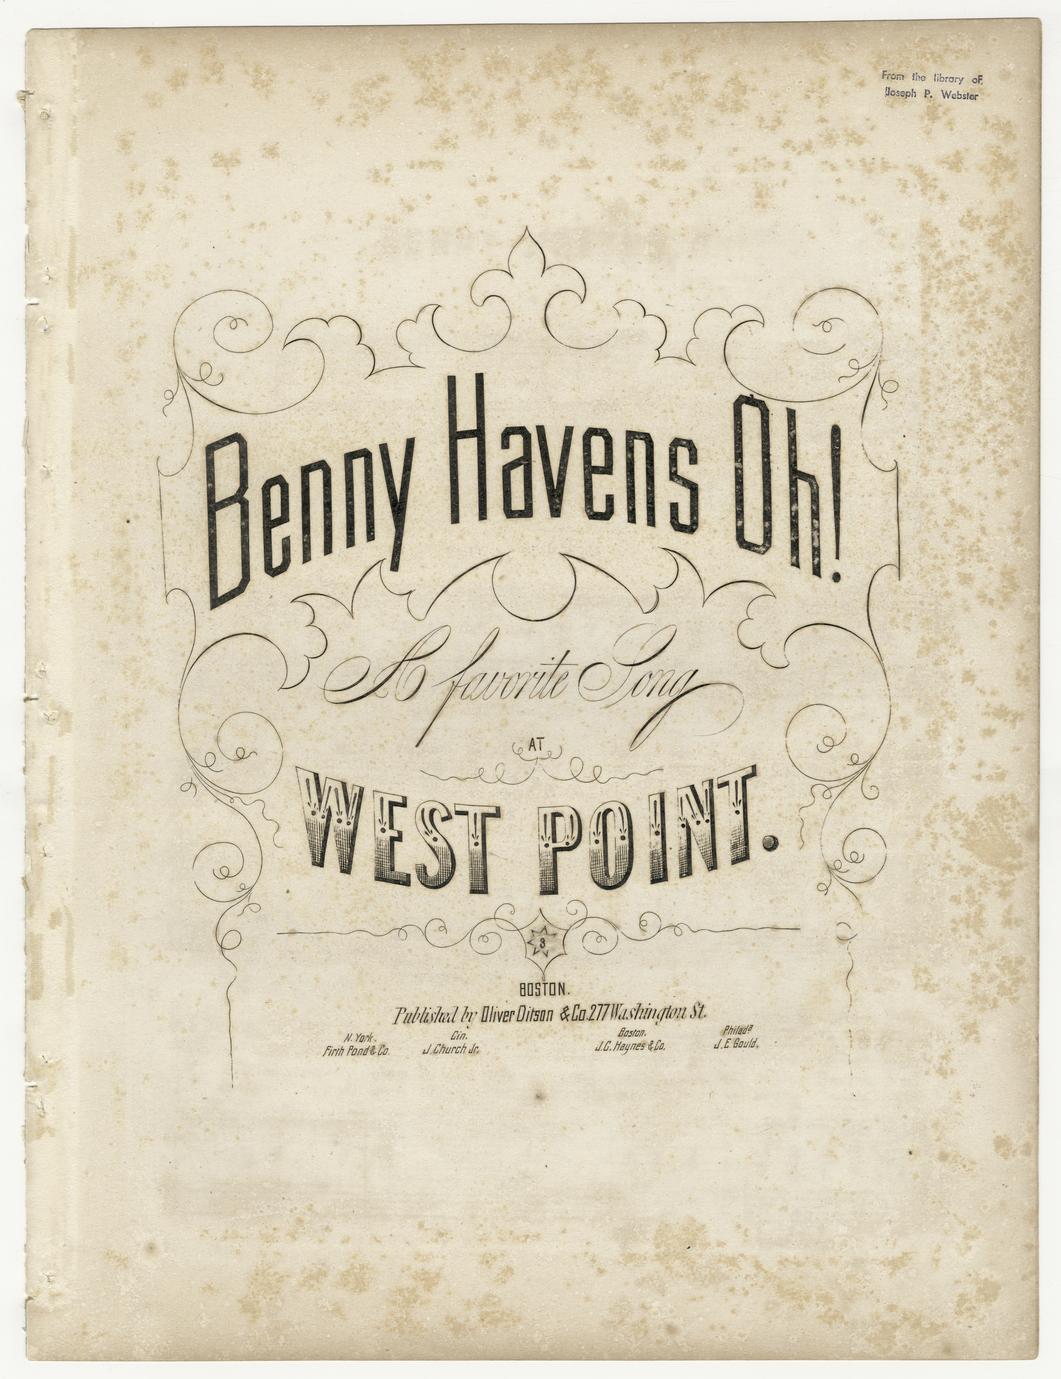 From the library of
Joseph P. Webster
Benny Havens Oh!
A favorite Song
AT
WEST POINT.
3
BOSTON.
Published by Oliver Ditson & Co. 277 Washington St.
N. York. Cin. Boston. Philada
Firth Pond & Co. J. Church Jr. J. C. Haynes & Co. J. E. Gould.